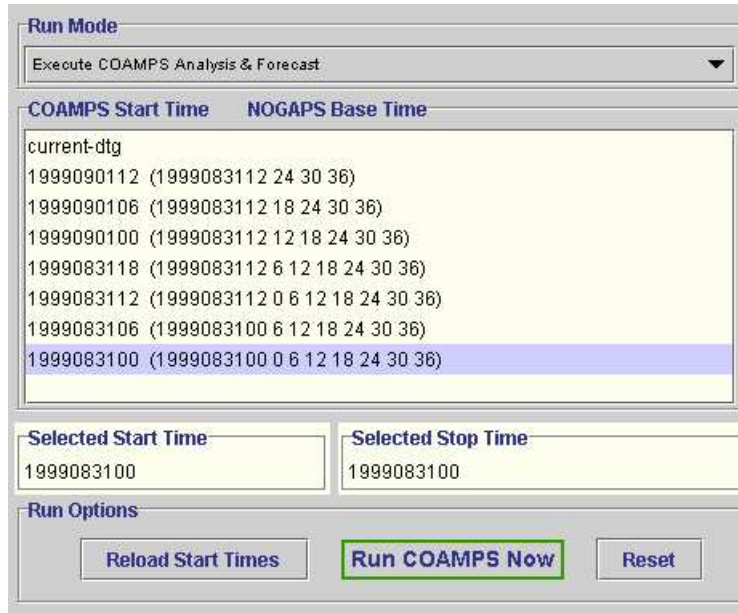 Run Mode
Execute COAMPS Analysis & Forecast
COAMPS Start Time NOGAPS Base Time
current-dtg
1999090112 (1999083112 24 30 36)
1999090106 (1999083112 18 24 30 36)
1999090100 (1999083112 12 18 24 30 36)
1999083118 (1999083112 6 12 18 24 30 36)
1999083112 (1999083112 0 6 12 18 24 30 36)
1999083106 (1999083100 6 12 18 24 30 36)
1999083100 (1999083100 0 6 12 18 24 30 36)
Selected Start Time Selected Stop Time
1999083100 1999083100
Run Options
Reload Start Times Run COAMPS Now Reset